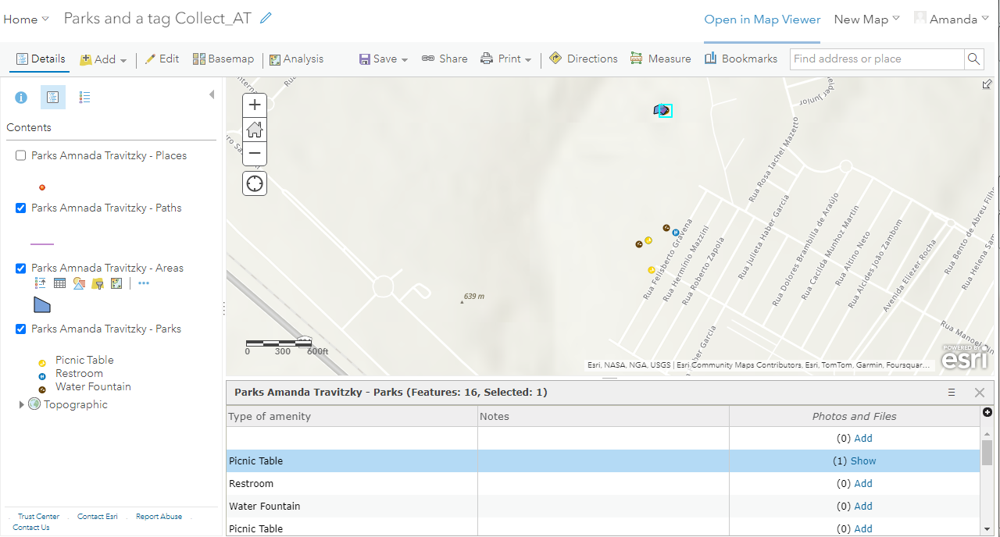 Home Parks and a tag Collect_AT Open in Map Viewer New Map Amanda
Details Add Edit Basemap Analysis Save Share Print Directions Measure Bookmarks Find address or place
Contents
Parks Amnada Travitzky - Places
Parks Amnada Travitzky - Paths
Parks Amnada Travitzky - Areas
Parks Amanda Travitzky - Parks
Picnic Table
Restroom
Water Fountain
Topographic
Trust Center Contact Esri Report Abuse
Contact Us
Rua Rosa Iachel Mazetto
Rua Felisberto Gravena
Rua Hermínio Mazzini
Rua Roberto Zapola
Rua Julieta Haber Garcia
Rua Dolores Brambilla de Araújo
Rua Cacilda Munhoz Martin
Rua Altino Neto
Rua Alcides João Zambom
Avenida Eliezer Rocha
Rua Bento de Abreu Filho
Rua Helena Sam
Rua Manoel
Haber Garcia
eider Junior
639 m
0 300 600ft
Esri, NASA, NGA, USGS | Esri Community Maps Contributors, Esri, TomTom, Garmin, Foursquar...
POWERED BY
esri
Parks Amanda Travitzky - Parks (Features: 16, Selected: 1)
Type of amenity Notes Photos and Files
(0) Add
Picnic Table (1) Show
Restroom (0) Add
Water Fountain (0) Add
Picnic Table (0) Add